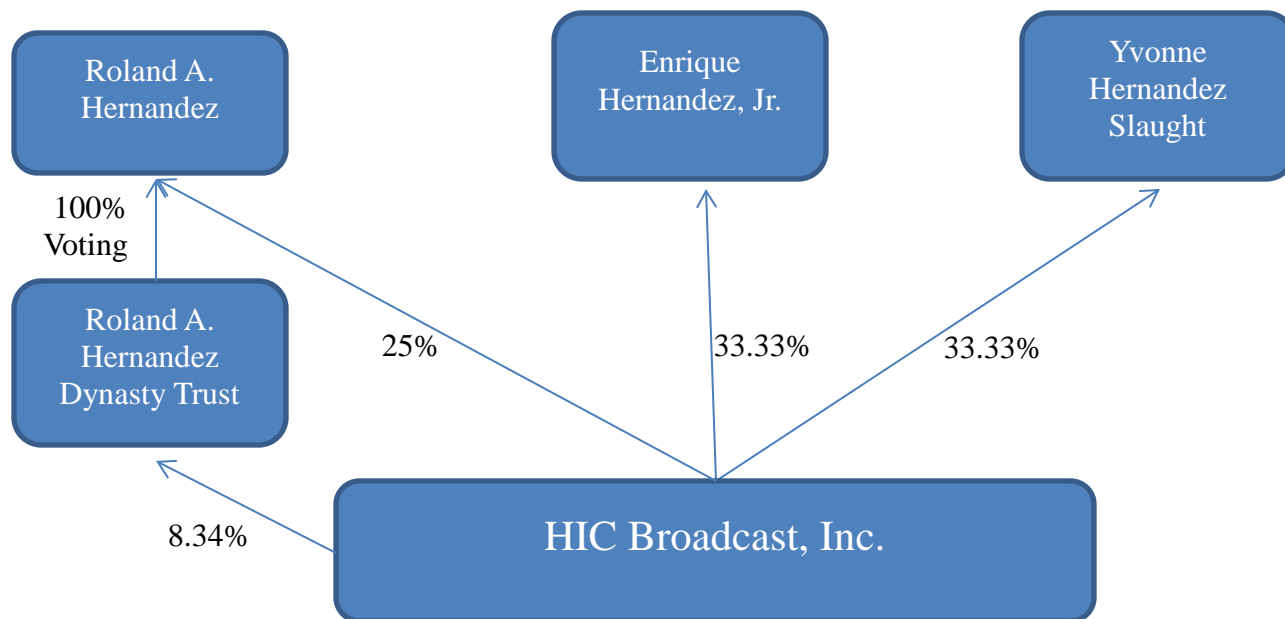 Roland A.
Hernandez
Enrique
Hernandez, Jr.
Yvonne
Hernandez
Slaught
100%
Voting
Roland A.
Hernandez
Dynasty Trust
25%
33.33%
33.33%
8.34%
HIC Broadcast, Inc.